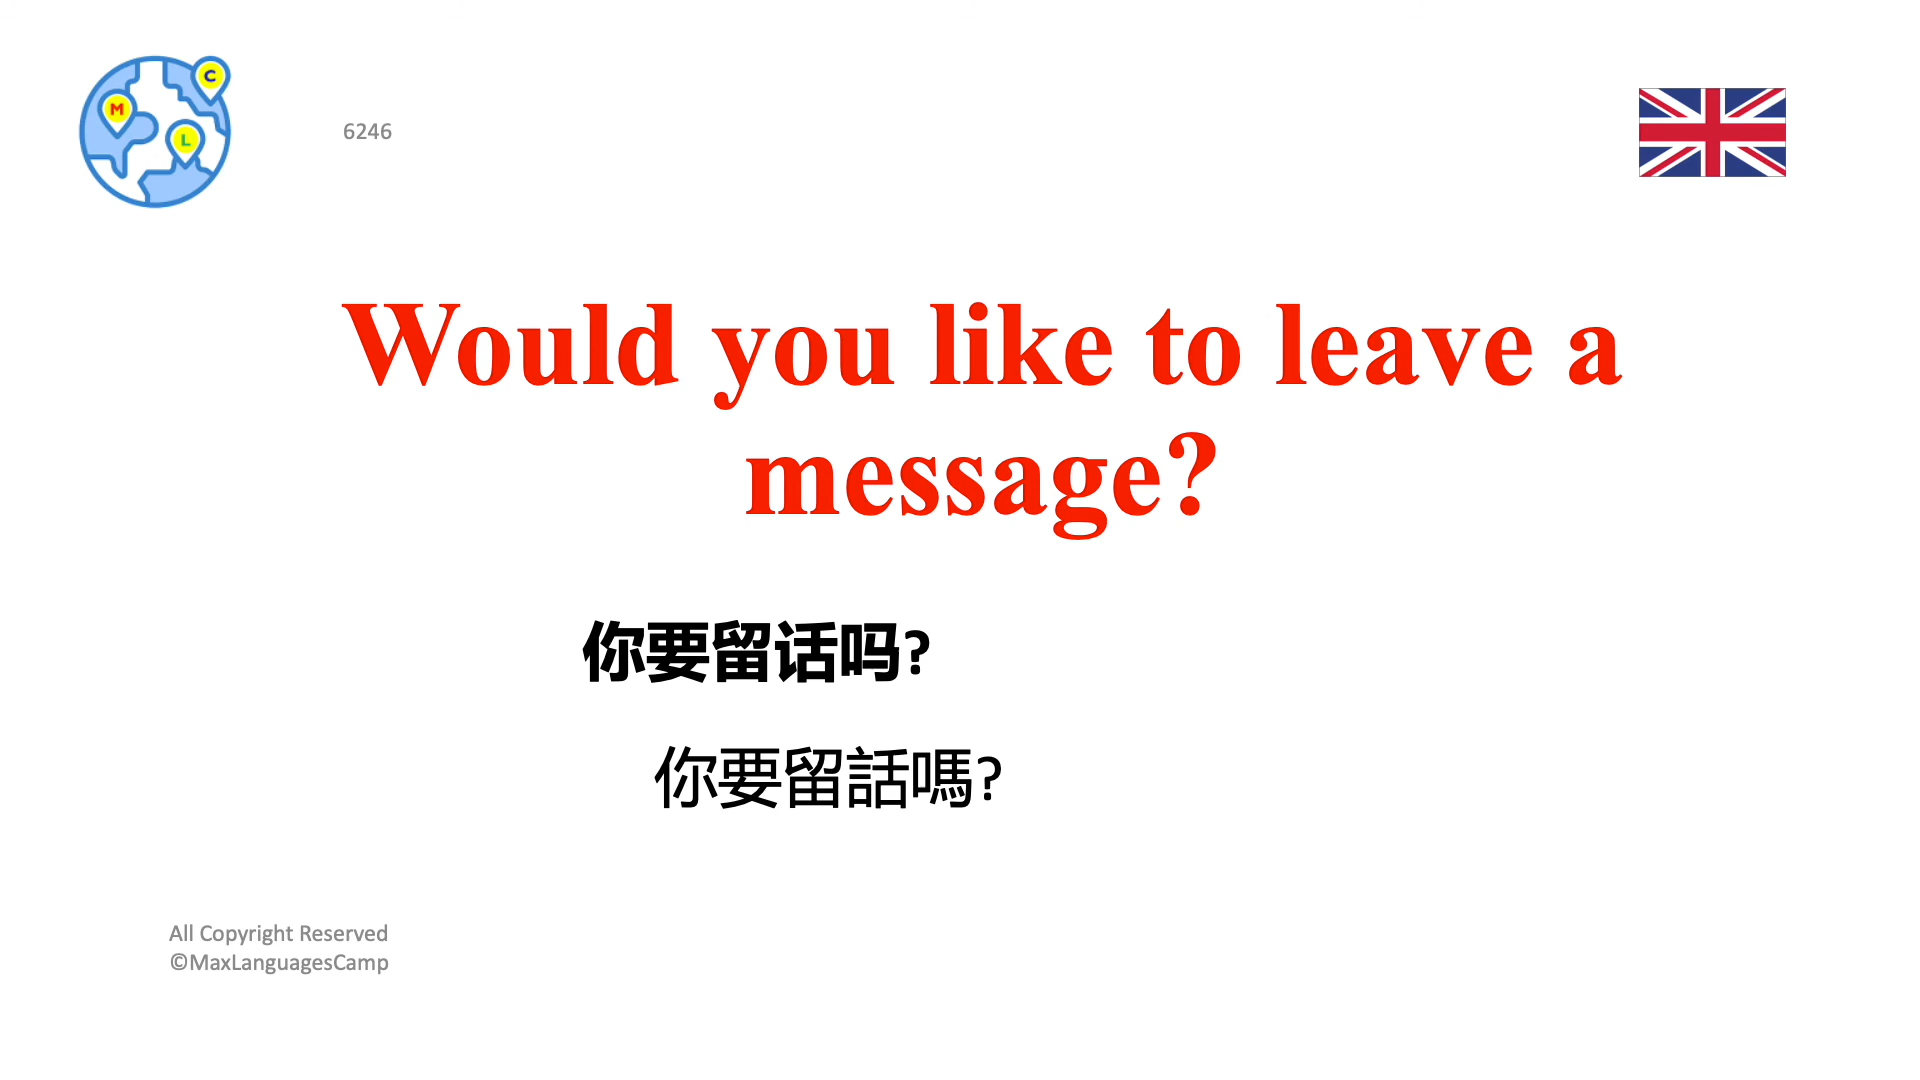 C
M
L
6246
Would you like to leave a
message?
你要留话吗?
你要留話嗎?
All Copyright Reserved
©MaxLanguagesCamp